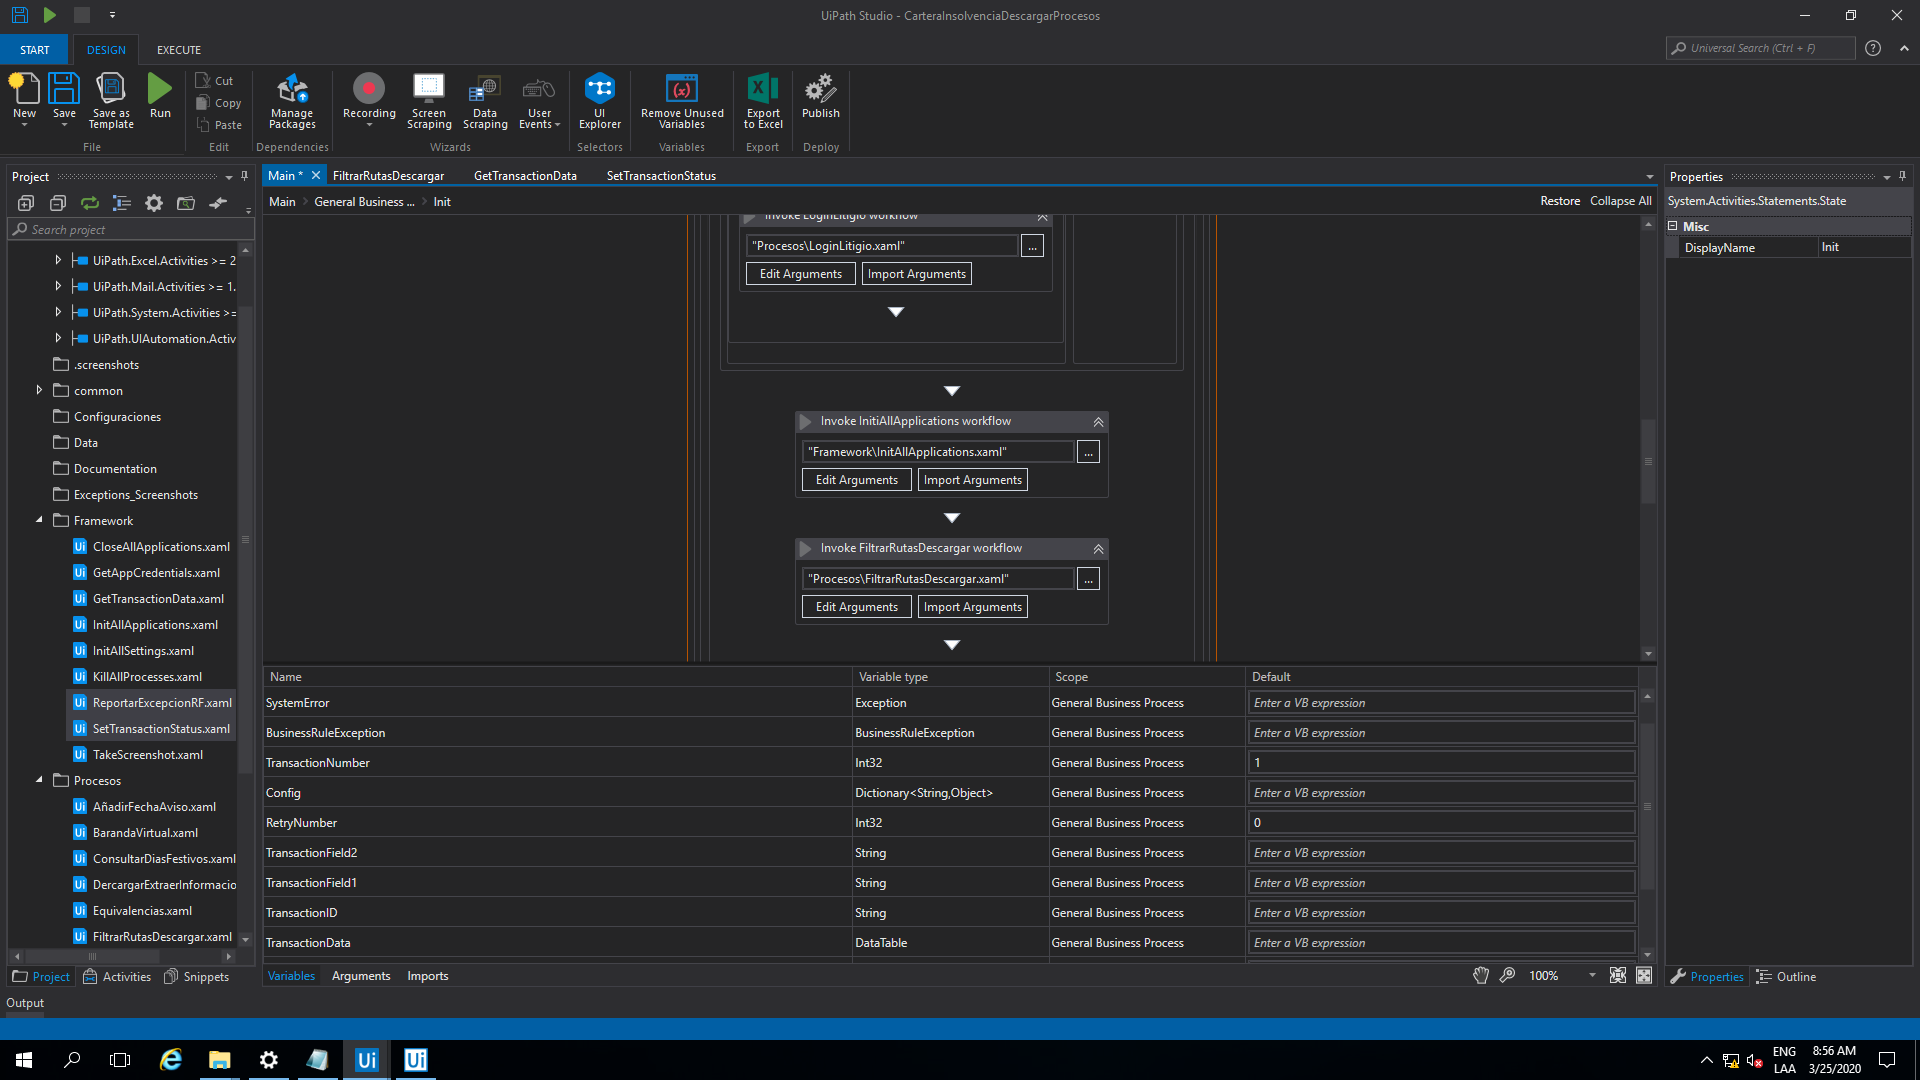 UiPath Studio - CarteraInsolvenciaDescargarProcesos
START
DESIGN
EXECUTE
Universal Search (Ctrl + F)
New
Save
Save as Template
Run
Cut
Copy
Paste
Manage Packages
Recording
Screen Scraping
Data Scraping
User Events
UI Explorer
Remove Unused Variables
Export to Excel
Publish
File
Edit
Dependencies
Wizards
Selectors
Variables
Export
Deploy
Project
Search project
UiPath.Excel.Activities >= 2
UiPath.Mail.Activities >= 1.
UiPath.System.Activities >=
UiPath.UIAutomation.Activ
.screenshots
common
Configuraciones
Data
Documentation
Exceptions_Screenshots
Framework
CloseAllApplications.xaml
GetAppCredentials.xaml
GetTransactionData.xaml
InitAllApplications.xaml
InitAllSettings.xaml
KillAllProcesses.xaml
ReportarExcepcionRF.xaml
SetTransactionStatus.xaml
TakeScreenshot.xaml
Procesos
AñadirFechaAviso.xaml
BarandaVirtual.xaml
ConsultarDiasFestivos.xaml
DercargarExtraerInformacio
Equivalencias.xaml
FiltrarRutasDescargar.xaml
Project
Activities
Snippets
Main *
FiltrarRutasDescargar
GetTransactionData
SetTransactionStatus
Main
General Business ...
Init
Restore
Collapse All
Invoke LoginLitigio workflow
"Procesos\LoginLitigio.xaml"
...
Edit Arguments
Import Arguments
Invoke InitiAllApplications workflow
"Framework\InitAllApplications.xaml"
...
Edit Arguments
Import Arguments
Invoke FiltrarRutasDescargar workflow
"Procesos\FiltrarRutasDescargar.xaml"
...
Edit Arguments
Import Arguments
Name Variable type Scope Default
SystemError Exception General Business Process Enter a VB expression
BusinessRuleException BusinessRuleException General Business Process Enter a VB expression
TransactionNumber Int32 General Business Process 1
Config Dictionary<String,Object> General Business Process Enter a VB expression
RetryNumber Int32 General Business Process 0
TransactionField2 String General Business Process Enter a VB expression
TransactionField1 String General Business Process Enter a VB expression
TransactionID String General Business Process Enter a VB expression
TransactionData DataTable General Business Process Enter a VB expression
Variables
Arguments
Imports
100%
Properties
System.Activities.Statements.State
Misc
DisplayName Init
Properties
Outline
Output
Ui
Ui
ENG
LAA
8:56 AM
3/25/2020